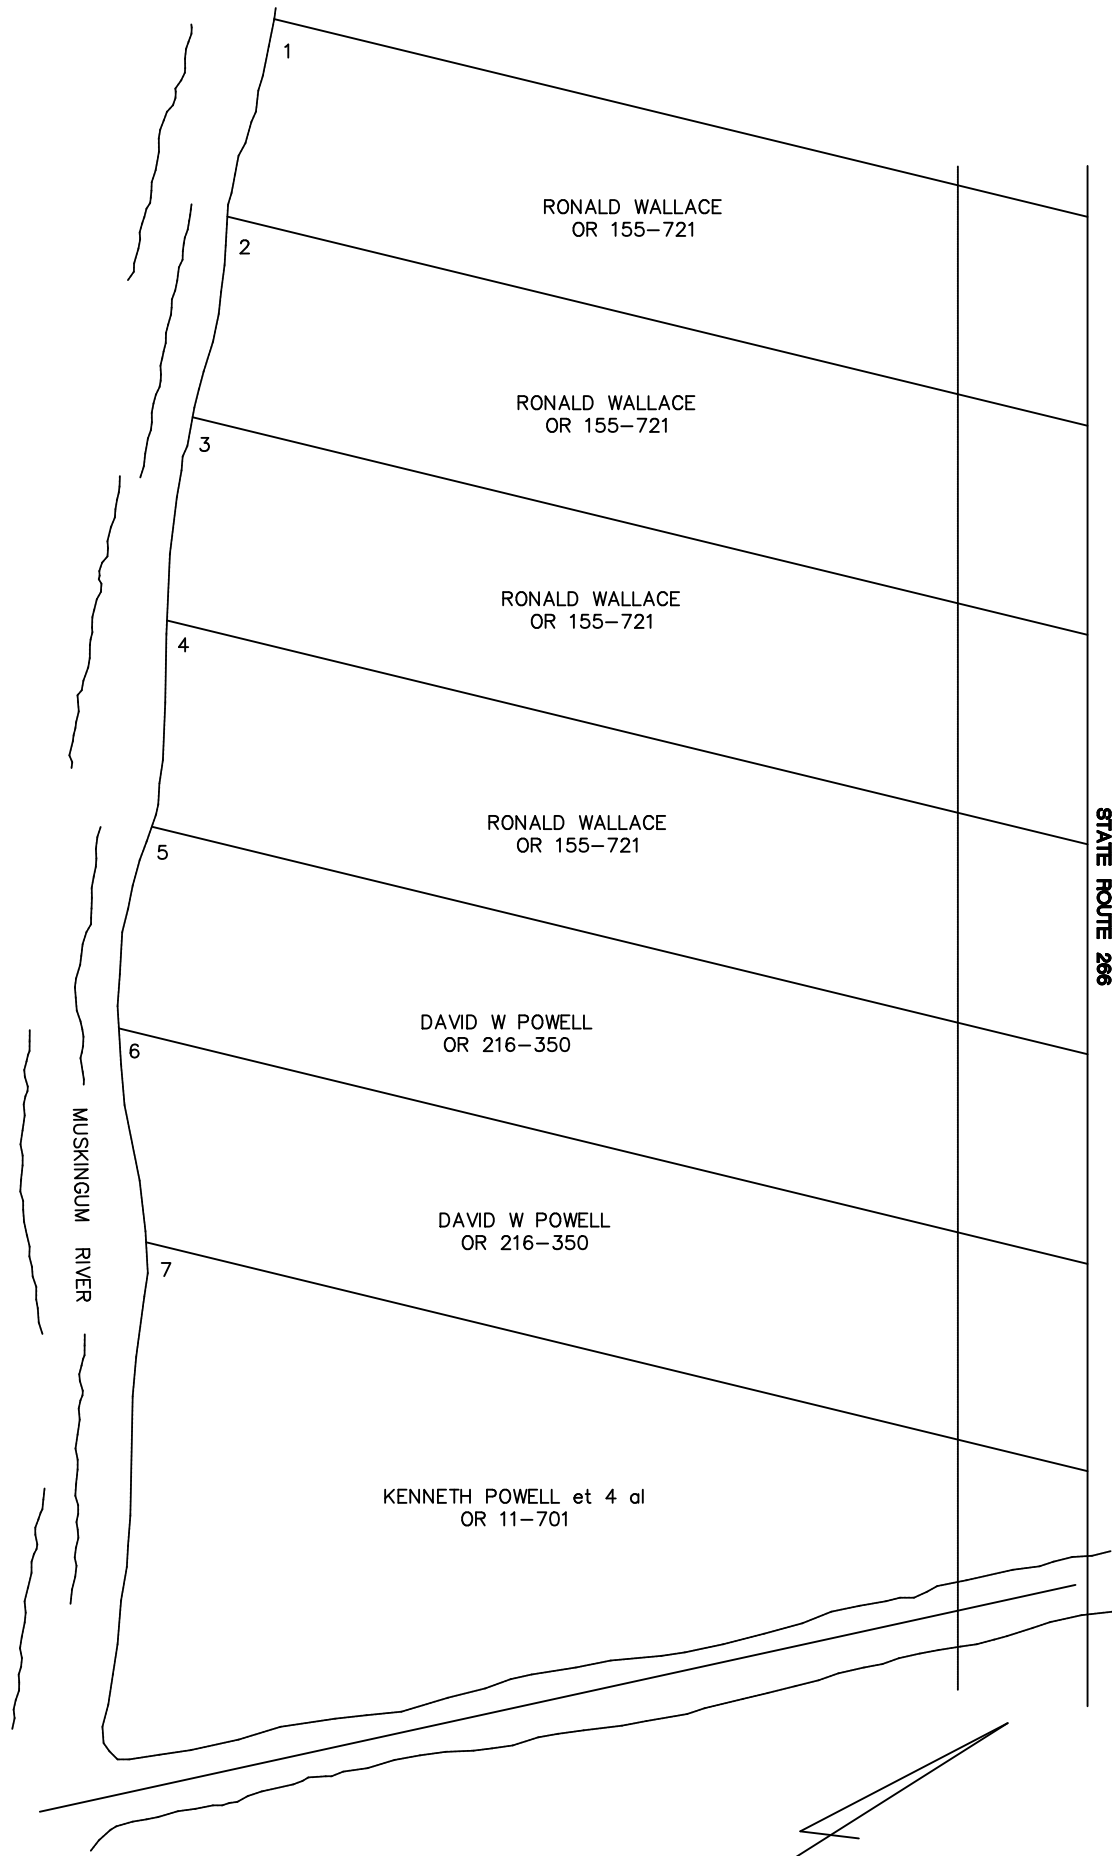 1
RONALD WALLACE
OR 155-721
2
RONALD WALLACE
OR 155-721
3
RONALD WALLACE
OR 155-721
4
RONALD WALLACE
OR 155-721
STATE ROUTE 266
5
DAVID W POWELL
OR 216-350
6
MUSKINGUM RIVER
DAVID W POWELL
OR 216-350
7
KENNETH POWELL et 4 al
OR 11-701